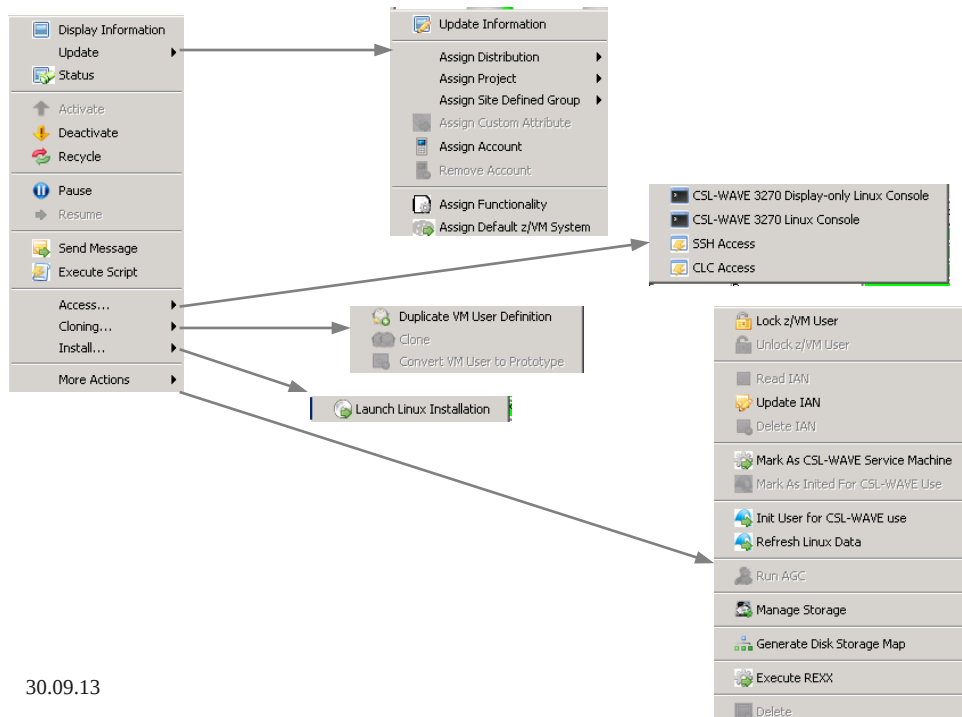 Display Information
Update
Status
Activate
Deactivate
Recycle
Pause
Resume
Send Message
Execute Script
Access...
Cloning...
Install...
More Actions
Update Information
Assign Distribution
Assign Project
Assign Site Defined Group
Assign Custom Attribute
Assign Account
Remove Account
Assign Functionality
Assign Default z/VM System
CSL-WAVE 3270 Display-only Linux Console
CSL-WAVE 3270 Linux Console
SSH Access
CLC Access
Duplicate VM User Definition
Clone
Convert VM User to Prototype
Launch Linux Installation
Lock z/VM User
Unlock z/VM User
Read IAN
Update IAN
Delete IAN
Mark As CSL-WAVE Service Machine
Mark As Inited For CSL-WAVE Use
Init User for CSL-WAVE use
Refresh Linux Data
Run AGC
Manage Storage
Generate Disk Storage Map
Execute REXX
Delete
30.09.13